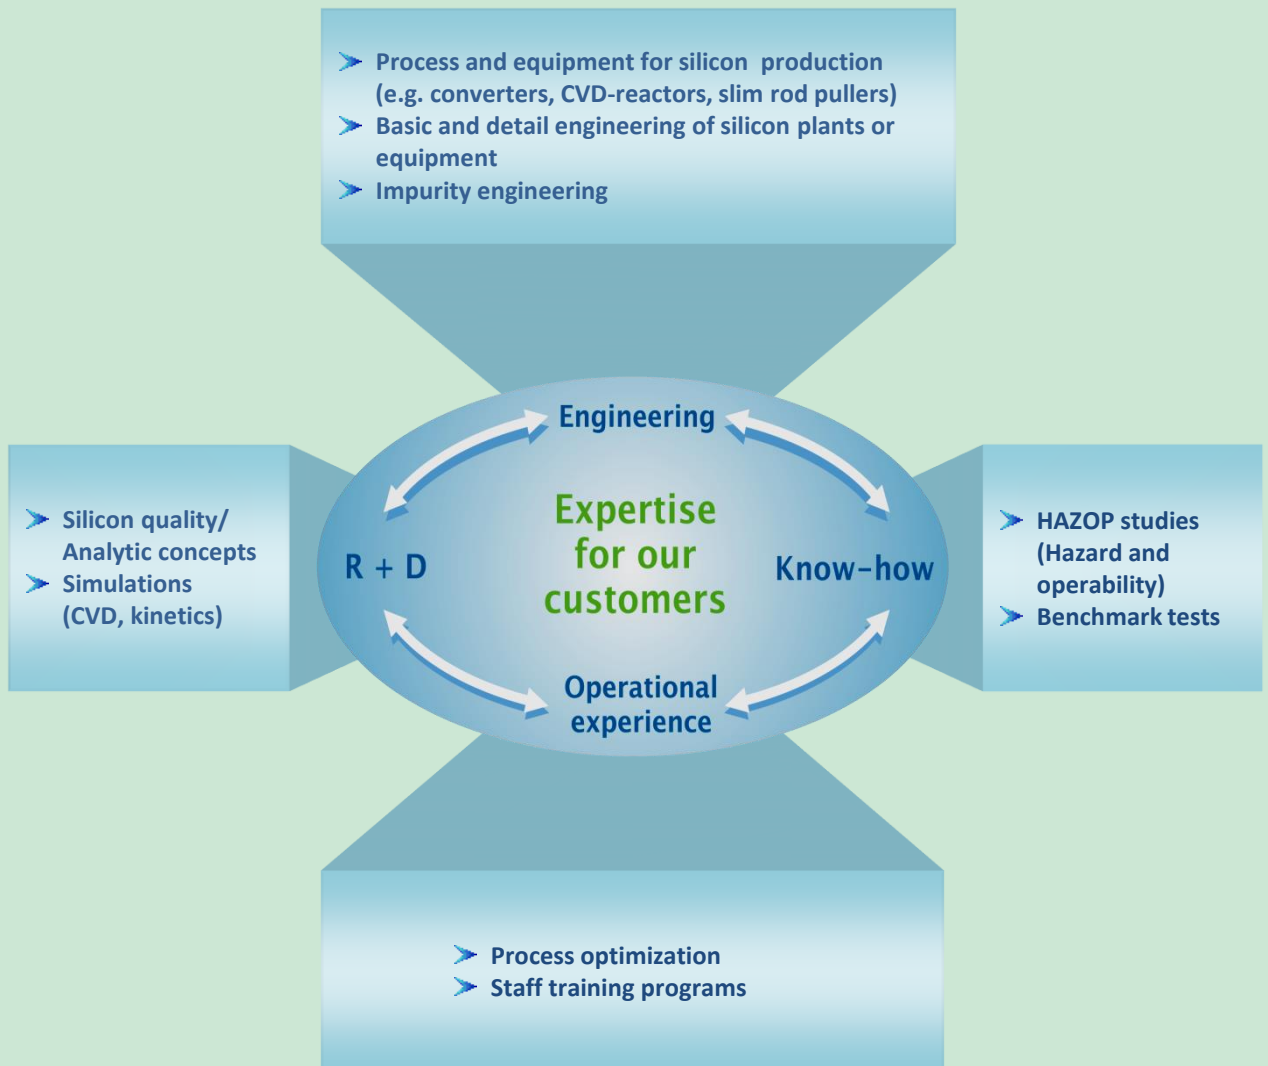 Process and equipment for silicon production
(e.g. converters, CVD-reactors, slim rod pullers)
Basic and detail engineering of silicon plants or
equipment
Impurity engineering
Engineering
Silicon quality/
Analytic concepts
Simulations
(CVD, kinetics)
R + D
Expertise
for our
customers
Know-how
HAZOP studies
(Hazard and
operability)
Benchmark tests
Operational
experience
Process optimization
Staff training programs